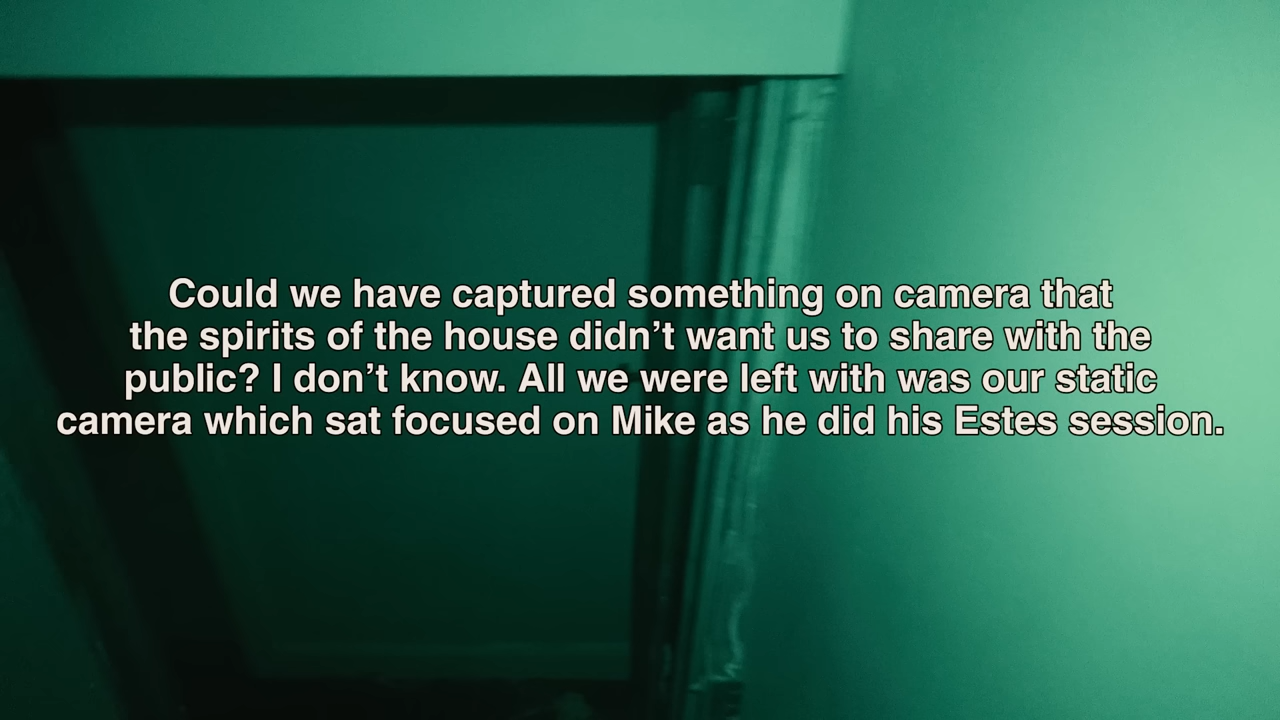 Could we have captured something on camera that
the spirits of the house didn’t want us to share with the
public? I don’t know. All we were left with was our static
camera which sat focused on Mike as he did his Estes session.